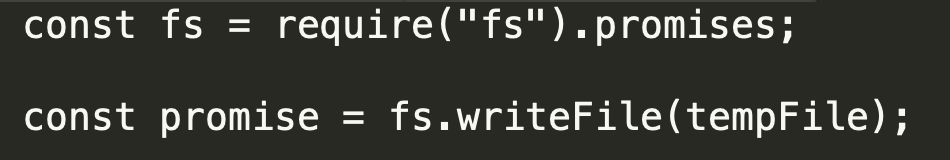 const fs = require("fs").promises;
const promise = fs.writeFile(tempFile);